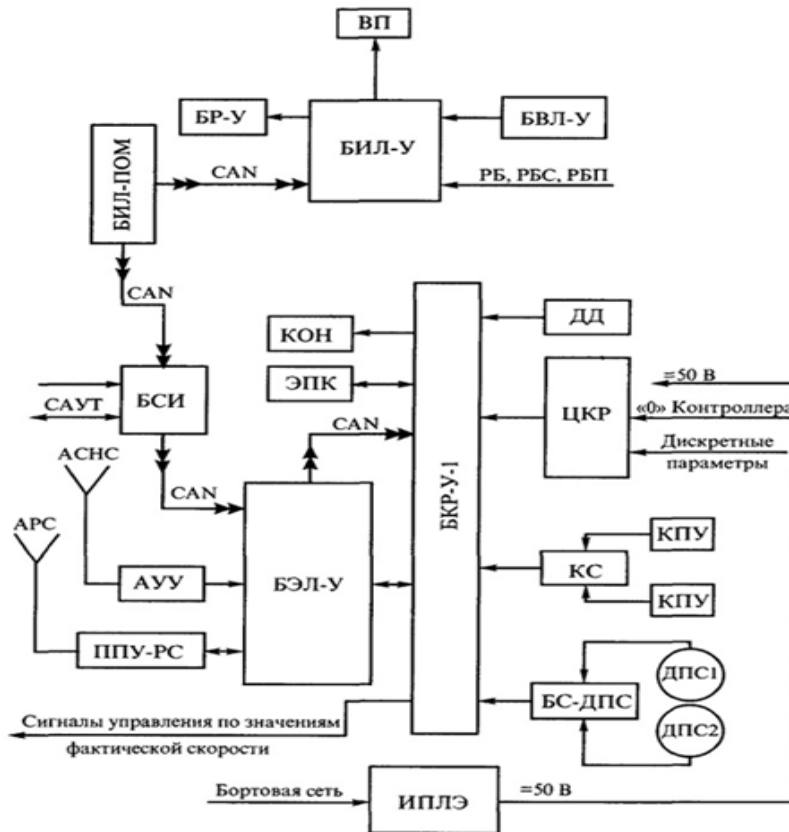 ВП
БР-У
БИЛ-У
БВЛ-У
БИЛ-ПОМ
CAN
РБ, РБС, РБП
CAN
КОН
ДД
ЭПК
=50 В
САУТ
БСИ
ЦКР
«0» Контроллера
CAN
Дискретные
параметры
АСНС
CAN
БКР-У-1
АРС
КПУ
АУУ
БЭЛ-У
КС
КПУ
ППУ-РС
ДПС1
БС-ДПС
Сигналы управления по значениям
ДПС2
фактической скорости
Бортовая сеть
ИПЛЭ
=50 В